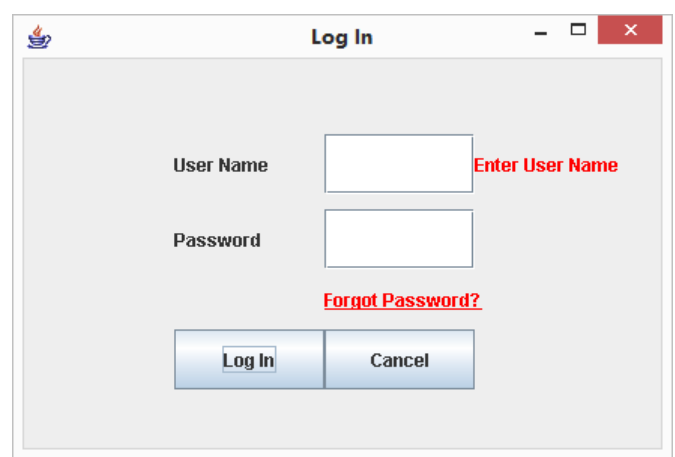 Log In
User Name Enter User Name
Password
Forgot Password?
Log In Cancel